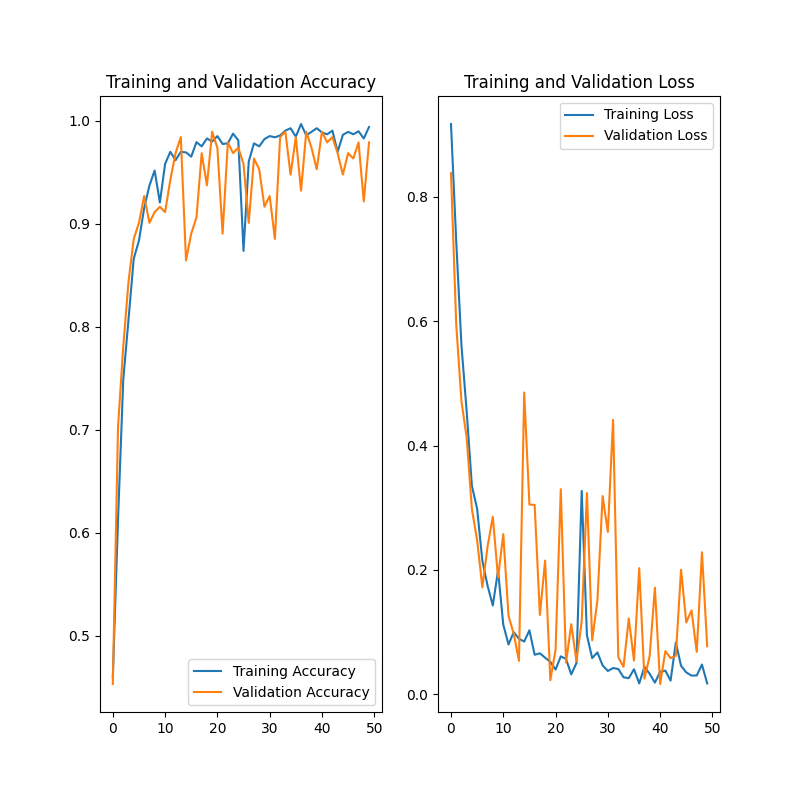 Training and Validation Accuracy
1.0
0.9
0.8
0.7
0.6
0.5
0 10 20 30 40 50
Training Accuracy
Validation Accuracy
Training and Validation Loss
0.8
0.6
0.4
0.2
0.0
0 10 20 30 40 50
Training Loss
Validation Loss